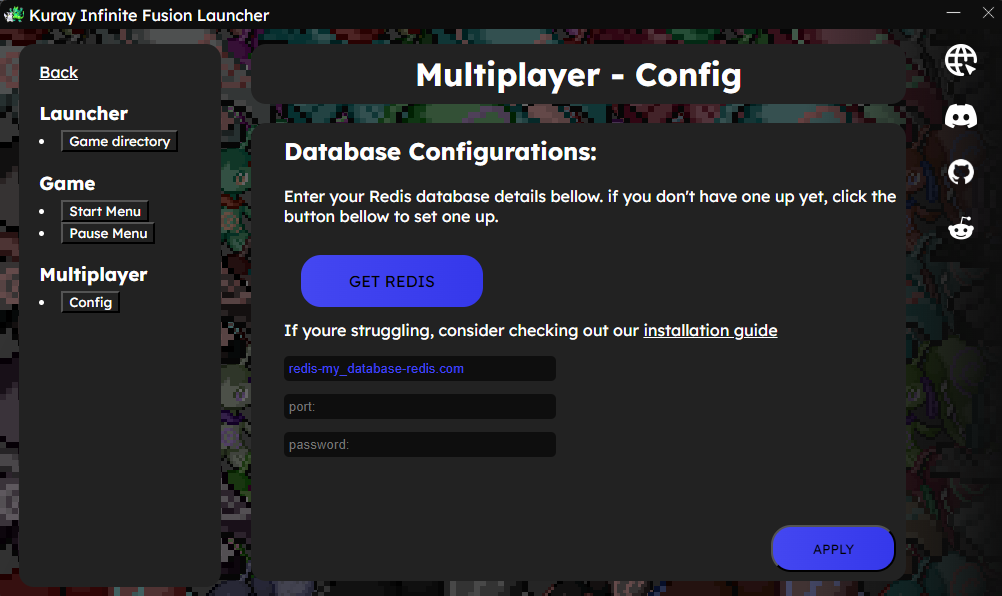 Kuray Infinite Fusion Launcher
Back
Launcher
Game directory
Game
Start Menu
Pause Menu
Multiplayer
Config
Multiplayer - Config
Database Configurations:
Enter your Redis database details bellow. if you don't have one up yet, click the
button bellow to set one up.
GET REDIS
If youre struggling, consider checking out our installation guide
redis-my_database-redis.com
port:
password:
APPLY